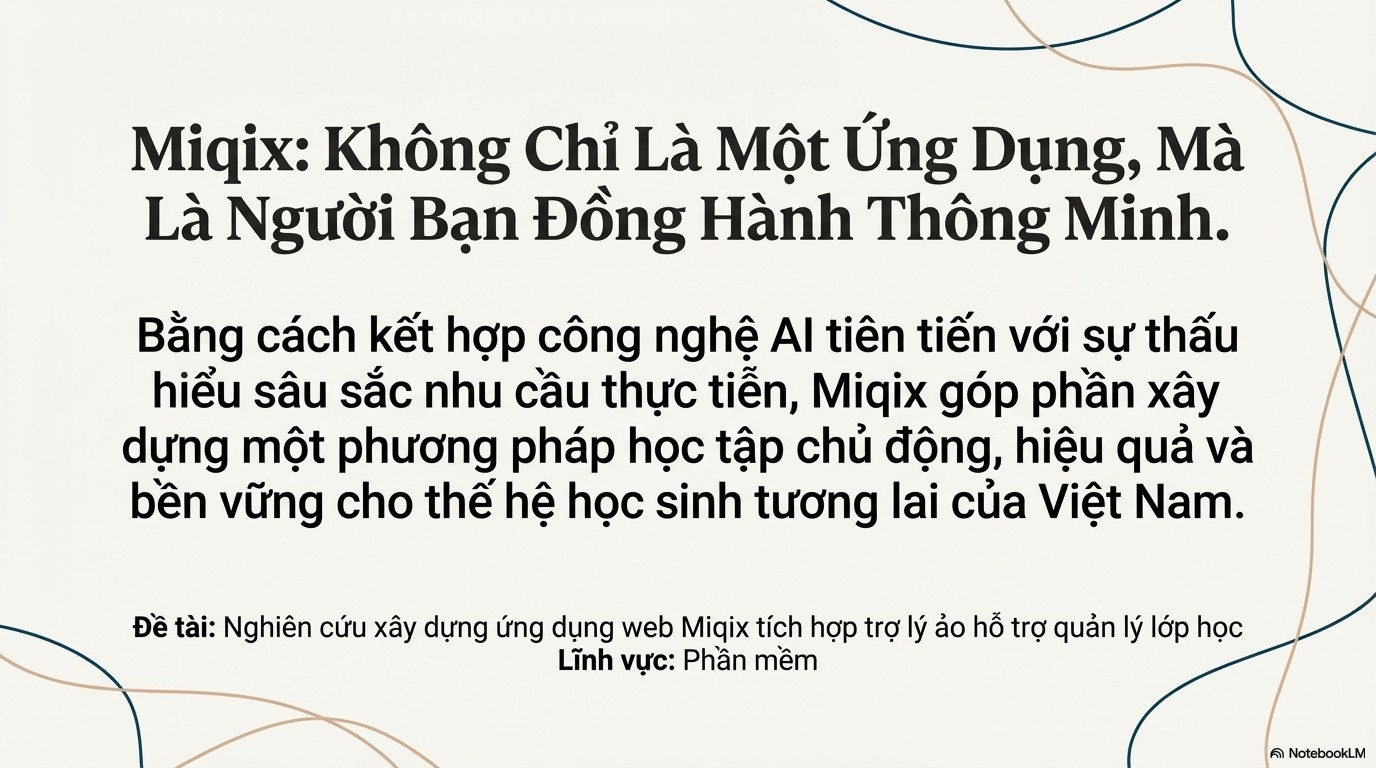 Miqix: Không Chỉ Là Một Ứng Dụng, Mà
Là Người Bạn Đồng Hành Thông Minh.
Bằng cách kết hợp công nghệ AI tiên tiến với sự thấu
hiểu sâu sắc nhu cầu thực tiễn, Miqix góp phần xây
dựng một phương pháp học tập chủ động, hiệu quả và
bền vững cho thế hệ học sinh tương lai của Việt Nam.
Đề tài: Nghiên cứu xây dựng ứng dụng web Miqix tích hợp trợ lý ảo hỗ trợ quản lý lớp học
Lĩnh vực: Phần mềm
NotebookLM